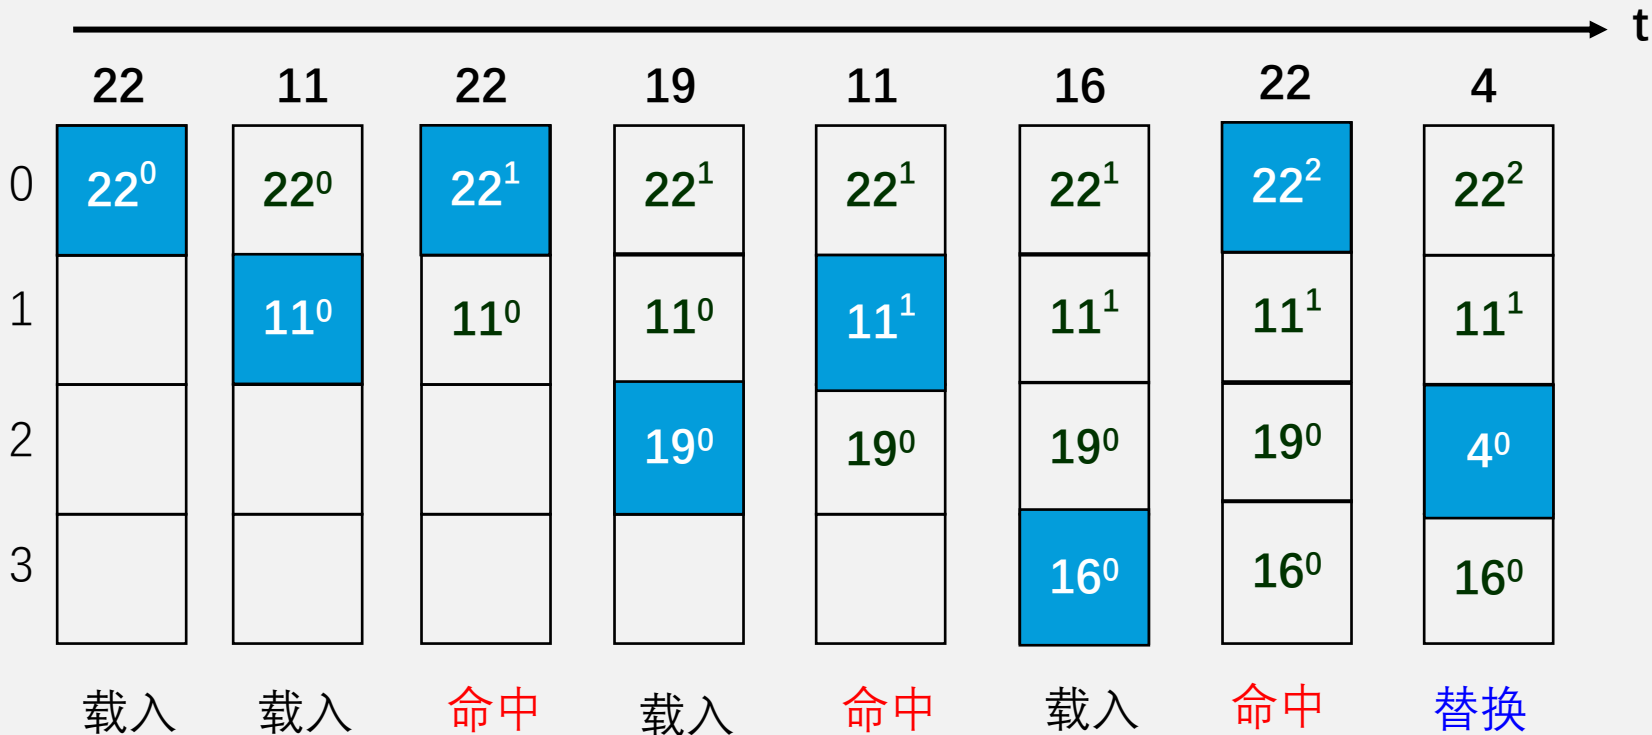 t
22 11 22 19 11 16 22 4
0 22⁰ 22⁰ 22¹ 22¹ 22¹ 22¹ 22² 22²
1 11⁰ 11⁰ 11⁰ 11¹ 11¹ 11¹ 11¹
2 19⁰ 19⁰ 19⁰ 19⁰ 4⁰
3 16⁰ 16⁰ 16⁰
载入 载入 命中 载入 命中 载入 命中 替换